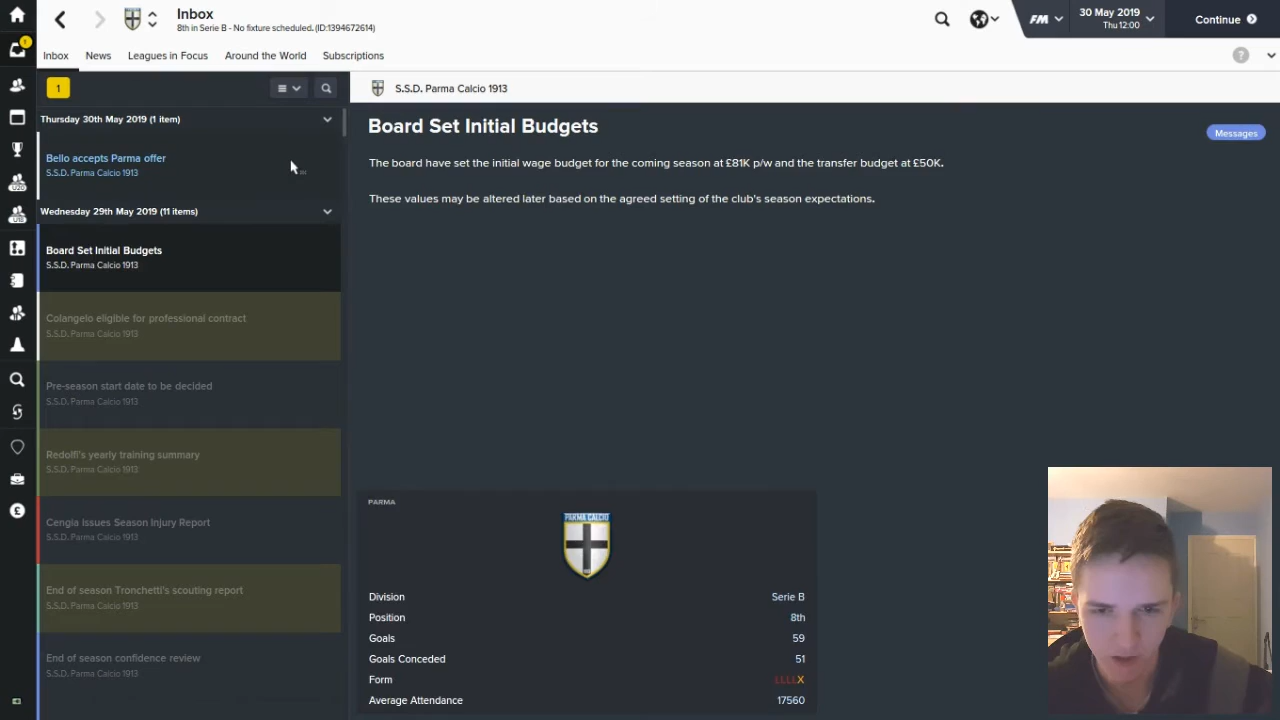 Inbox
8th in Serie B - No fixture scheduled. (ID:1394672614)
FM
30 May 2019
Thu 12:00
Continue
Inbox
News
Leagues in Focus
Around the World
Subscriptions
?
1
S.S.D. Parma Calcio 1913
Thursday 30th May 2019 (1 item)
Bello accepts Parma offer
S.S.D. Parma Calcio 1913
Wednesday 29th May 2019 (11 items)
Board Set Initial Budgets
S.S.D. Parma Calcio 1913
Colangelo eligible for professional contract
S.S.D. Parma Calcio 1913
Pre-season start date to be decided
S.S.D. Parma Calcio 1913
Redolfi's yearly training summary
S.S.D. Parma Calcio 1913
Cengia Issues Season Injury Report
S.S.D. Parma Calcio 1913
End of season Tronchetti's scouting report
S.S.D. Parma Calcio 1913
End of season confidence review
S.S.D. Parma Calcio 1913
Board Set Initial Budgets
Messages
The board have set the initial wage budget for the coming season at £81K p/w and the transfer budget at £50K.
These values may be altered later based on the agreed setting of the club's season expectations.
PARMA
PARMA CALCIO
Division Serie B
Position 8th
Goals 59
Goals Conceded 51
Form LLLLX
Average Attendance 17560